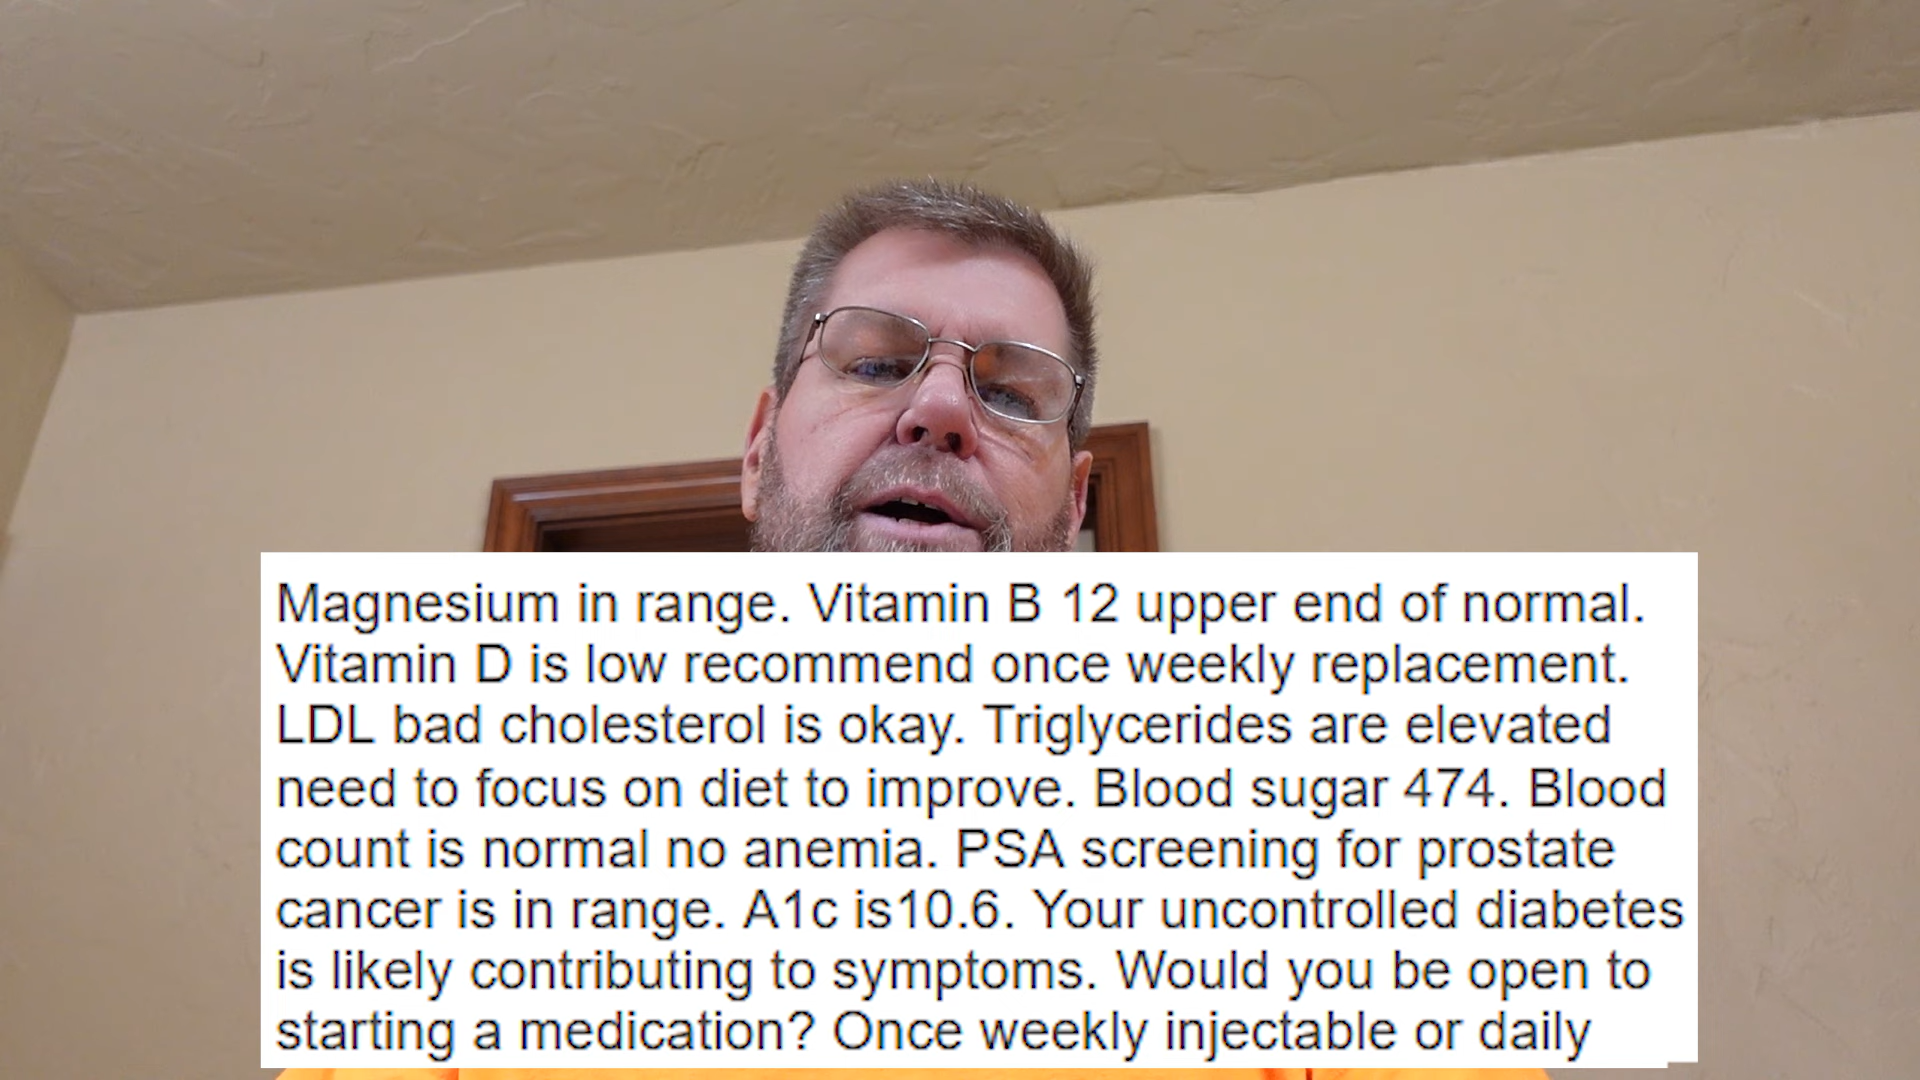 Magnesium in range. Vitamin B 12 upper end of normal.
Vitamin D is low recommend once weekly replacement.
LDL bad cholesterol is okay. Triglycerides are elevated
need to focus on diet to improve. Blood sugar 474. Blood
count is normal no anemia. PSA screening for prostate
cancer is in range. A1c is10.6. Your uncontrolled diabetes
is likely contributing to symptoms. Would you be open to
starting a medication? Once weekly injectable or daily